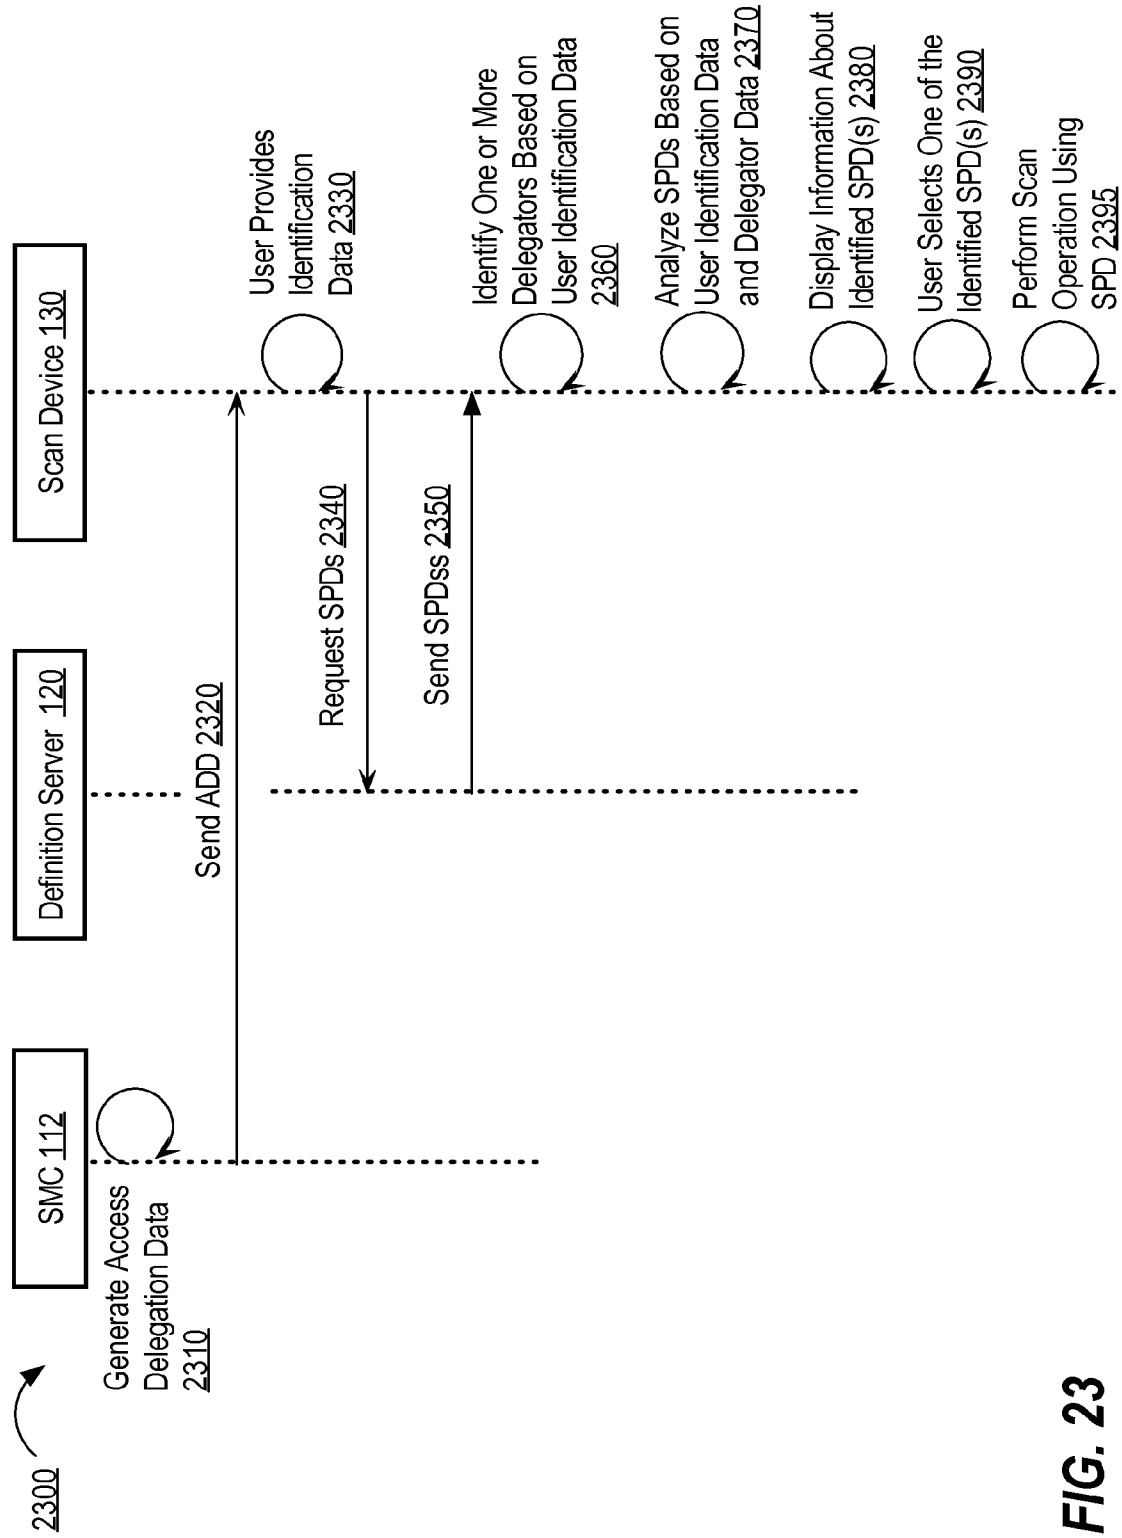 2300
SMC 112
Definition Server 120
Scan Device 130
Generate Access
Delegation Data
2310
Send ADD 2320
User Provides
Identification
Data 2330
Request SPDs 2340
Send SPDss 2350
Identify One or More
Delegators Based on
User Identification Data
2360
Analyze SPDs Based on
User Identification Data
and Delegator Data 2370
Display Information About
Identified SPD(s) 2380
User Selects One of the
Identified SPD(s) 2390
Perform Scan
Operation Using
SPD 2395
FIG. 23